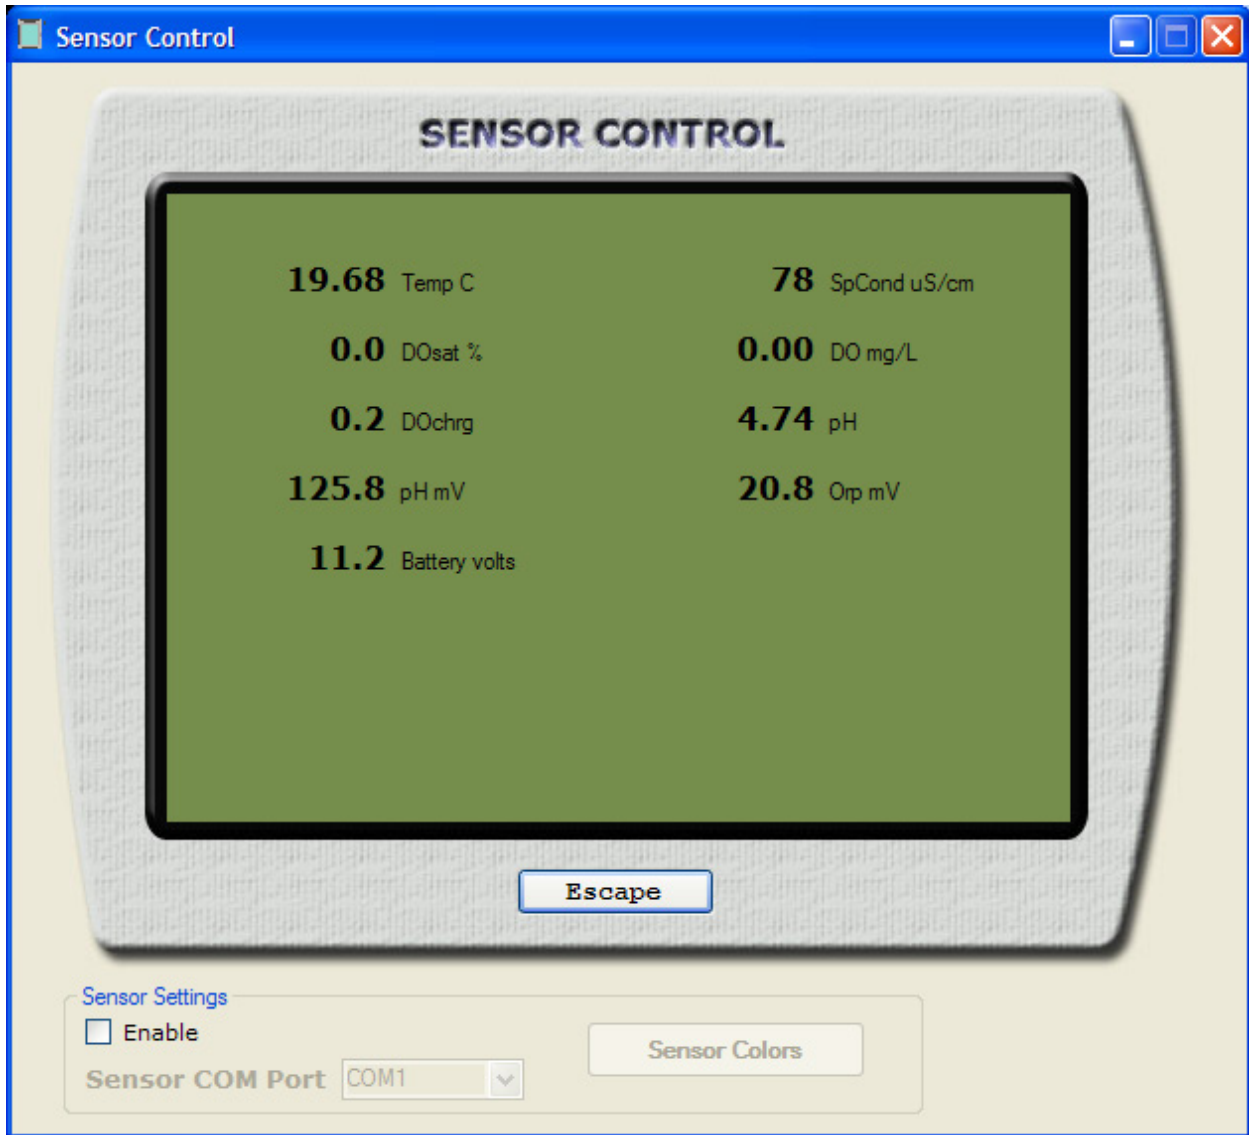 Sensor Control
SENSOR CONTROL
19.68 Temp C 78 SpCond uS/cm
0.0 DOsat % 0.00 DO mg/L
0.2 DOchrg 4.74 pH
125.8 pH mV 20.8 Orp mV
11.2 Battery volts
Escape
Sensor Settings
Enable
Sensor Colors
Sensor COM Port COM1